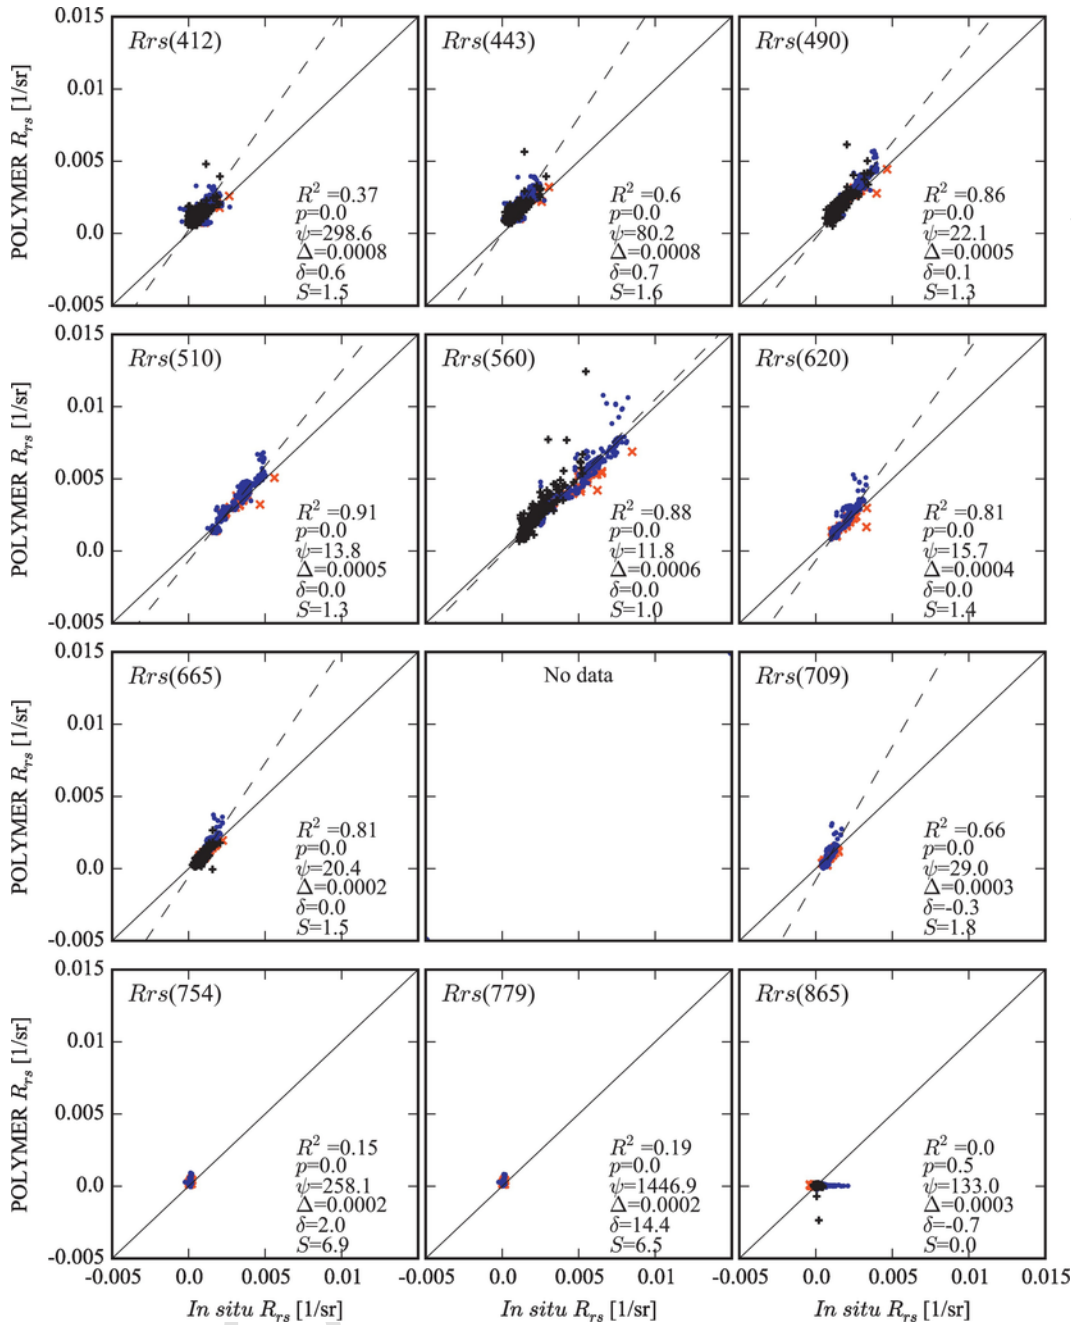 0.015
0.01
0.005
0.0
-0.005
POLYMER Rrs [1/sr]
Rrs(412)
R² =0.37
p=0.0
ψ=298.6
Δ=0.0008
δ=0.6
S=1.5
Rrs(443)
R² =0.6
p=0.0
ψ=80.2
Δ=0.0008
δ=0.7
S=1.6
Rrs(490)
R² =0.86
p=0.0
ψ=22.1
Δ=0.0005
δ=0.1
S=1.3
0.015
0.01
0.005
0.0
-0.005
POLYMER Rrs [1/sr]
Rrs(510)
R² =0.91
p=0.0
ψ=13.8
Δ=0.0005
δ=0.0
S=1.3
Rrs(560)
R² =0.88
p=0.0
ψ=11.8
Δ=0.0006
δ=0.0
S=1.0
Rrs(620)
R² =0.81
p=0.0
ψ=15.7
Δ=0.0004
δ=0.0
S=1.4
0.015
0.01
0.005
0.0
-0.005
POLYMER Rrs [1/sr]
Rrs(665)
R² =0.81
p=0.0
ψ=20.4
Δ=0.0002
δ=0.0
S=1.5
No data
Rrs(709)
R² =0.66
p=0.0
ψ=29.0
Δ=0.0003
δ=-0.3
S=1.8
0.015
0.01
0.005
0.0
-0.005
POLYMER Rrs [1/sr]
Rrs(754)
R² =0.15
p=0.0
ψ=258.1
Δ=0.0002
δ=2.0
S=6.9
Rrs(779)
R² =0.19
p=0.0
ψ=1446.9
Δ=0.0002
δ=14.4
S=6.5
Rrs(865)
R² =0.0
p=0.5
ψ=133.0
Δ=0.0003
δ=-0.7
S=0.0
-0.005 0.0 0.005 0.01 -0.005 0.0 0.005 0.01 -0.005 0.0 0.005 0.01 0.015
In situ Rrs [1/sr] In situ Rrs [1/sr] In situ Rrs [1/sr]